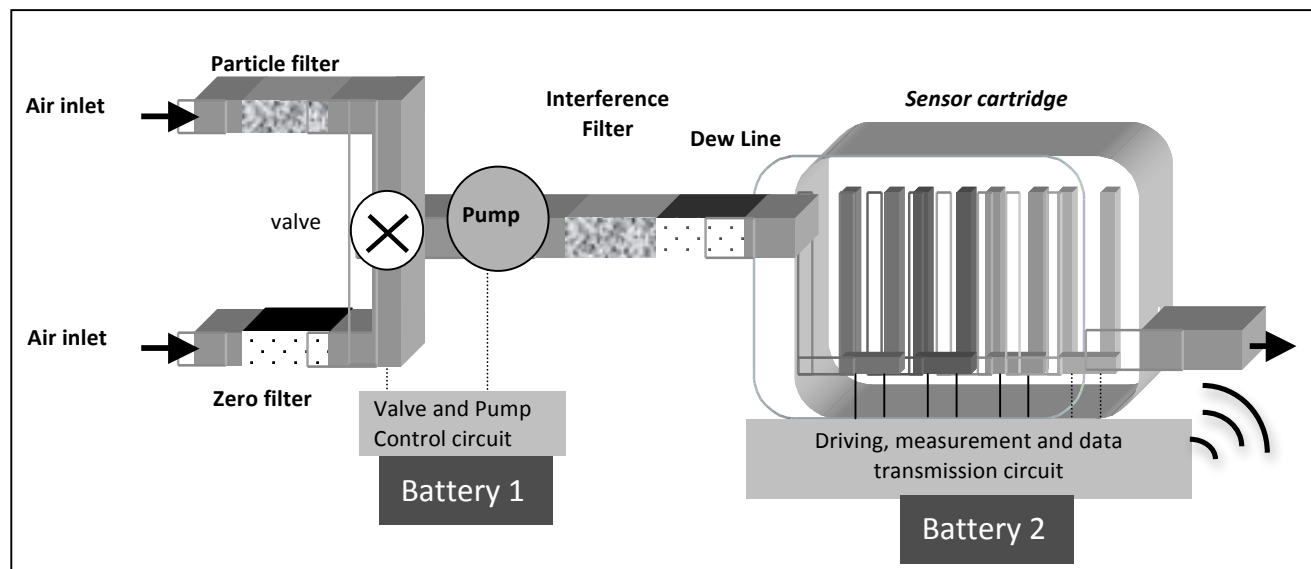 Particle filter
Air inlet
Interference
Filter
Sensor cartridge
Dew Line
valve
Pump
Air inlet
Zero filter
Valve and Pump
Control circuit
Battery 1
Driving, measurement and data
transmission circuit
Battery 2